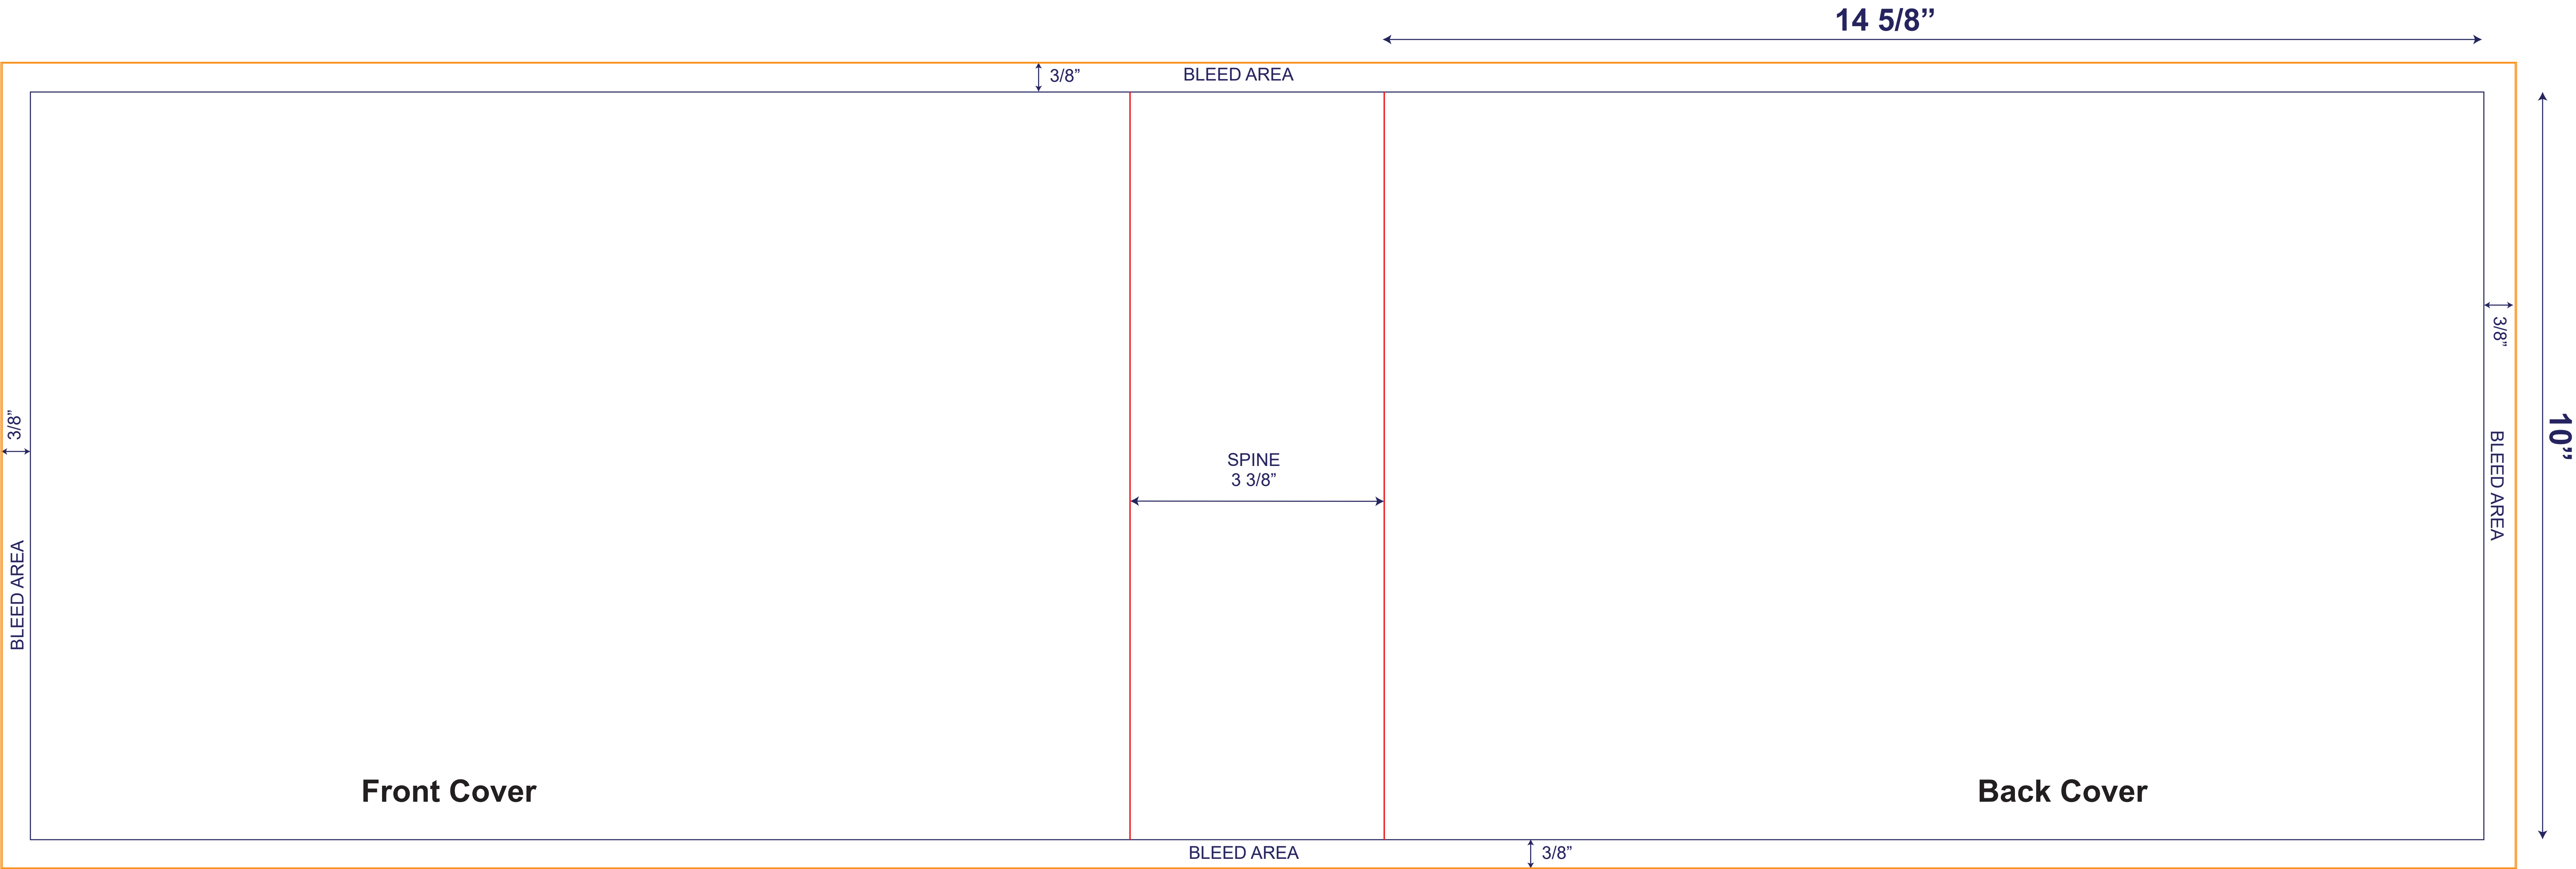 14 5/8”
3/8”
BLEED AREA
3/8”
10”
3/8”
BLEED AREA
SPINE
3 3/8”
BLEED AREA
Front Cover
Back Cover
BLEED AREA
3/8”